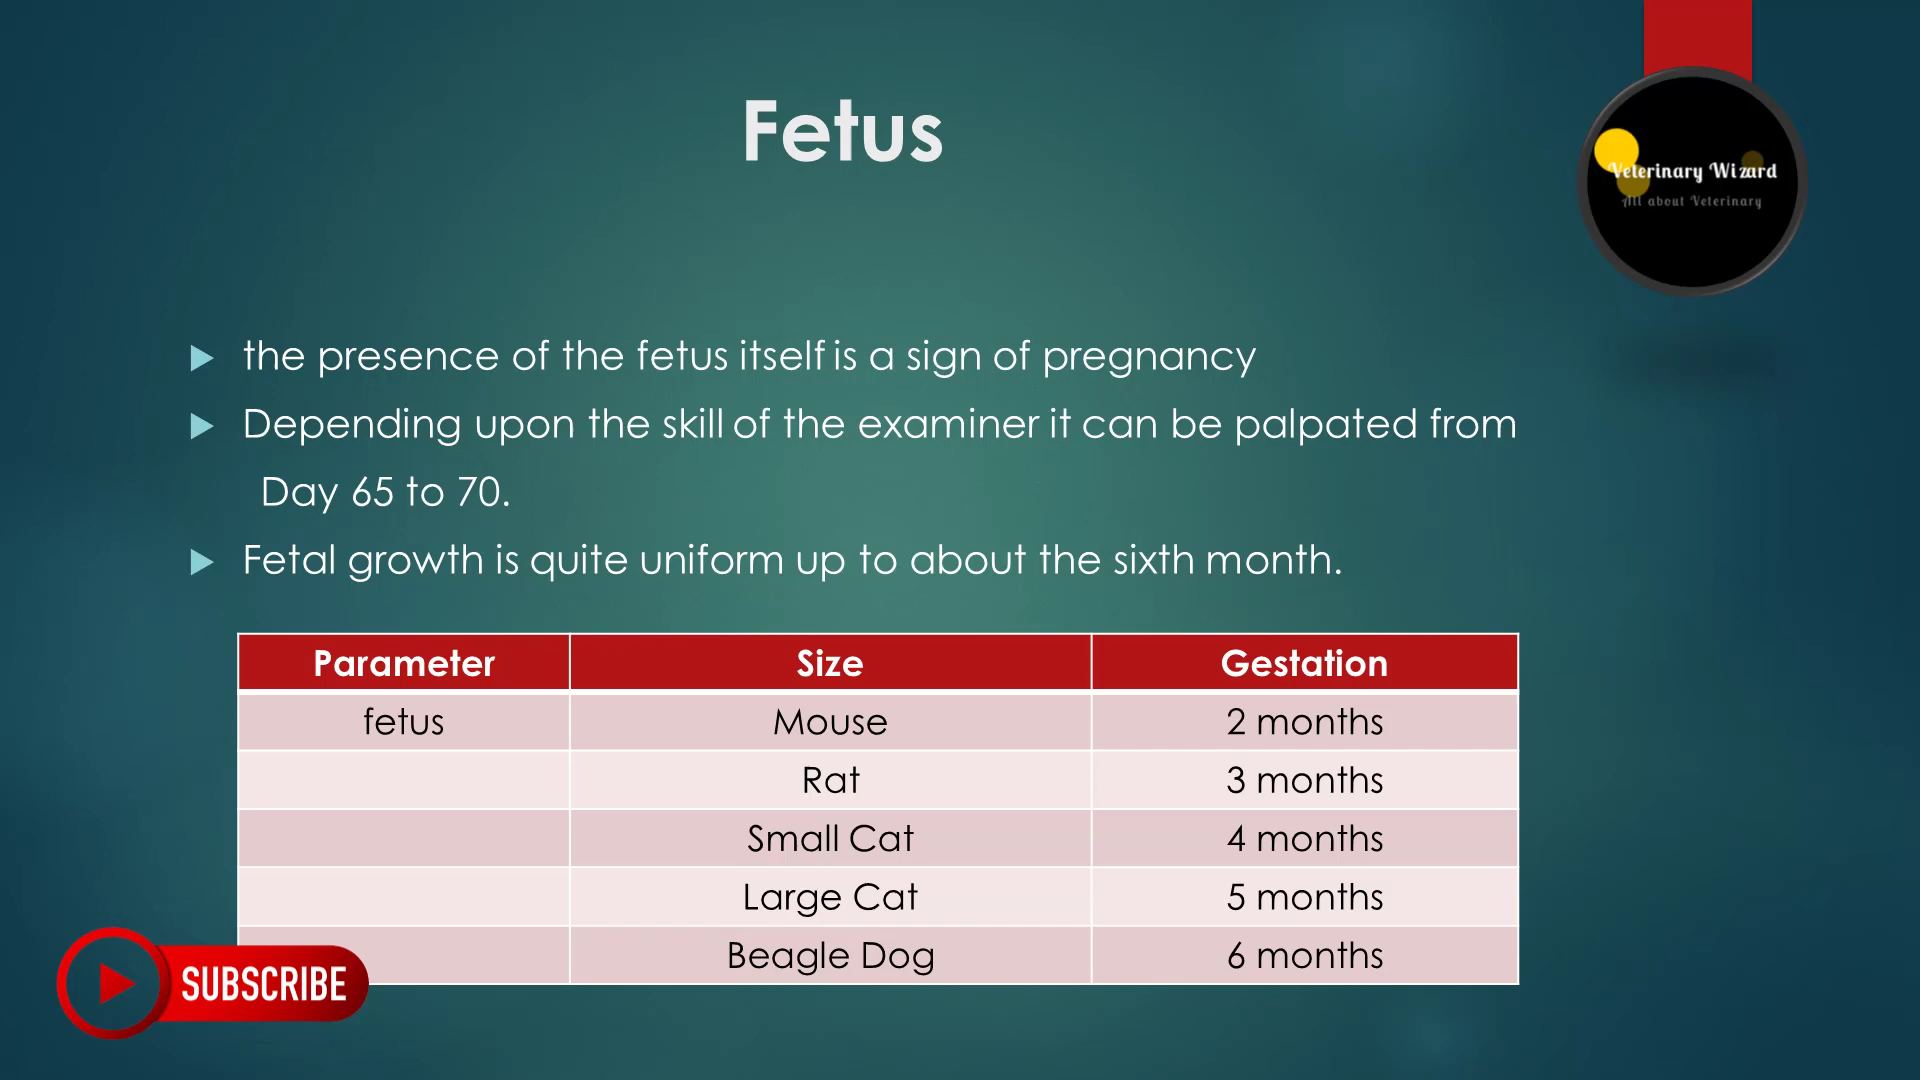 Fetus
Veterinary Wizard
All about Veterinary
the presence of the fetus itself is a sign of pregnancy
Depending upon the skill of the examiner it can be palpated from
Day 65 to 70.
Fetal growth is quite uniform up to about the sixth month.
Parameter Size Gestation
fetus Mouse 2 months
Rat 3 months
Small Cat 4 months
Large Cat 5 months
Beagle Dog 6 months
SUBSCRIBE